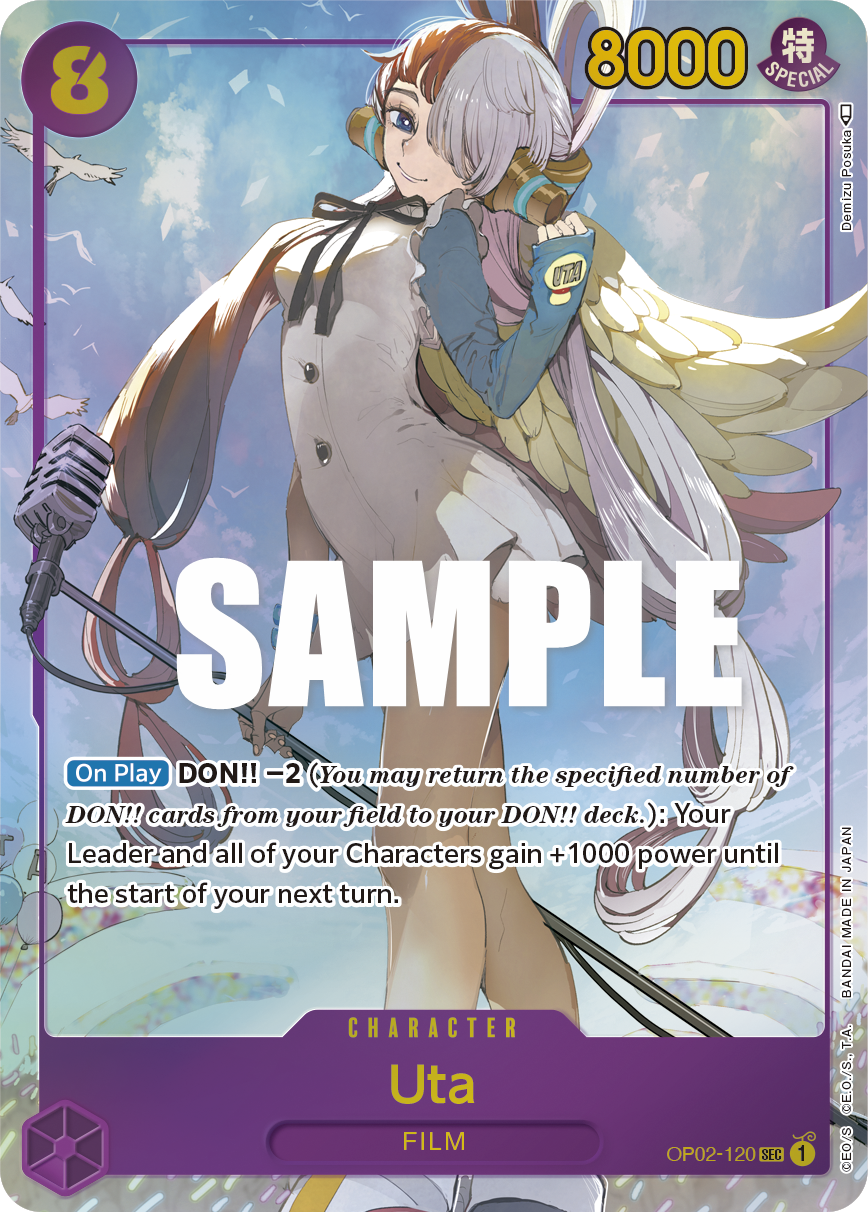 8
8000
特
SPECIAL
Demizu Posuka
UTA
SAMPLE
On Play DON!! −2 (You may return the specified number of
DON!! cards from your field to your DON!! deck.): Your
Leader and all of your Characters gain +1000 power until
the start of your next turn.
CHARACTER
Uta
FILM
OP02-120 SEC 1
©EO/S ©E.O./S., T.A. BANDAI MADE IN JAPAN